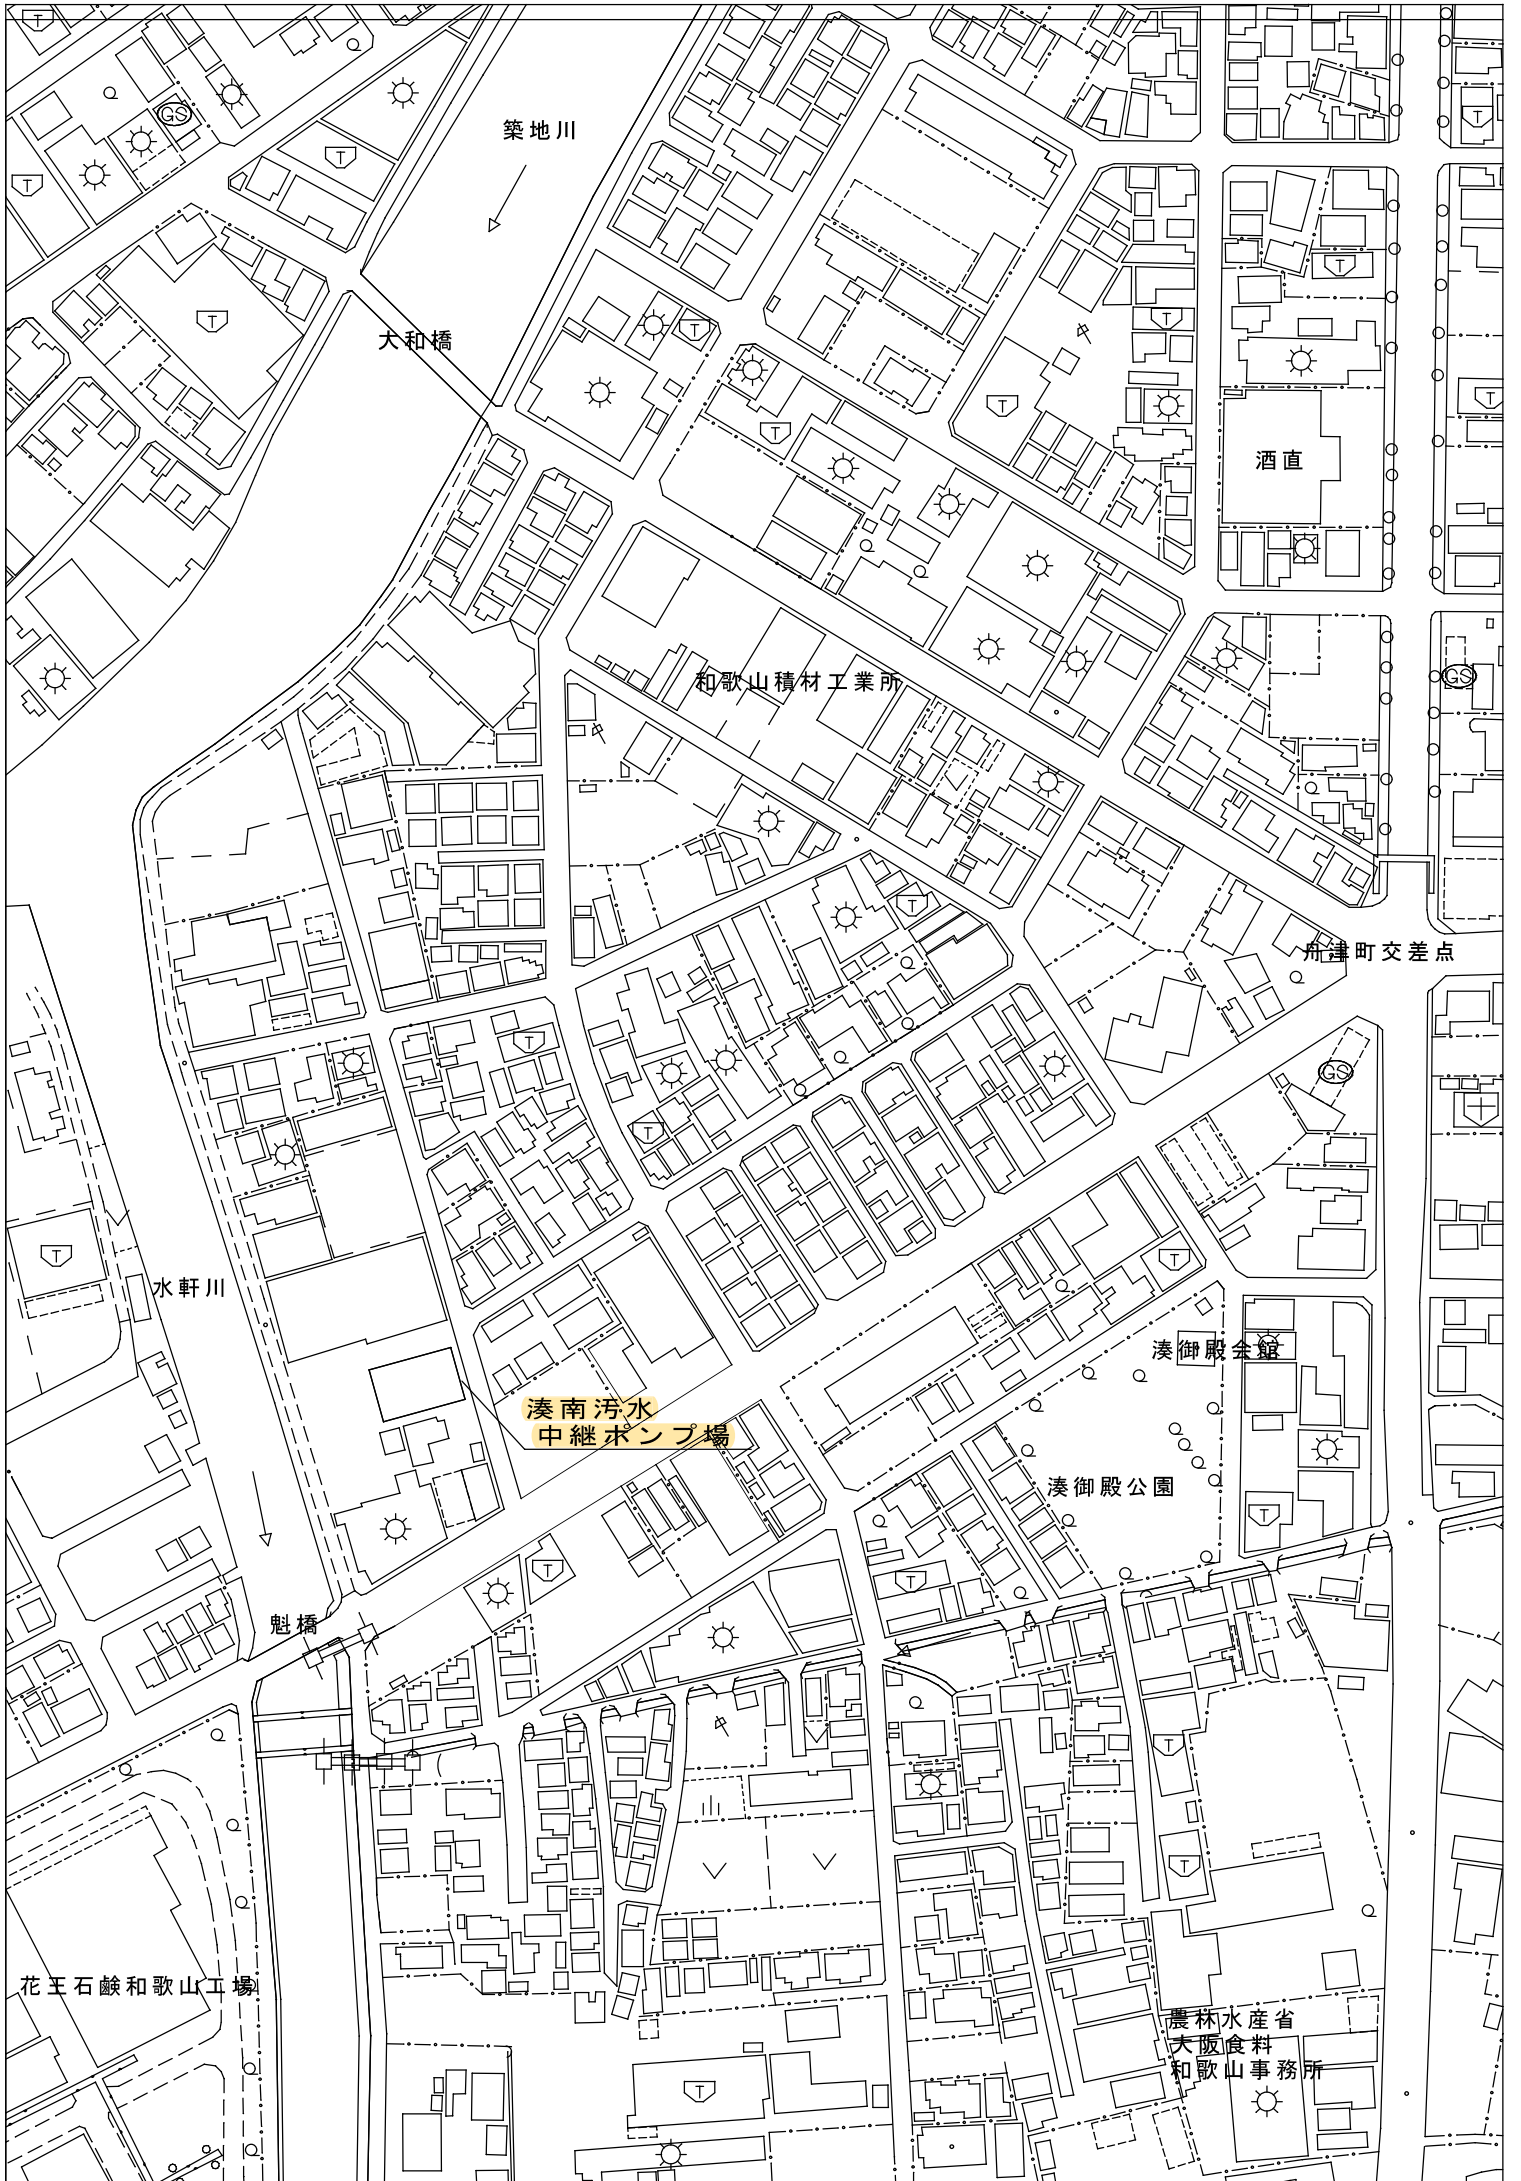 GS
築地川
大和橋
酒直
和歌山積材工業所
GS
舟津町交差点
GS
水軒川
湊御殿会館
湊南汚水
中継ポンプ場
湊御殿公園
魁橋
花王石鹸和歌山工場
農林水産省
大阪食料
和歌山事務所